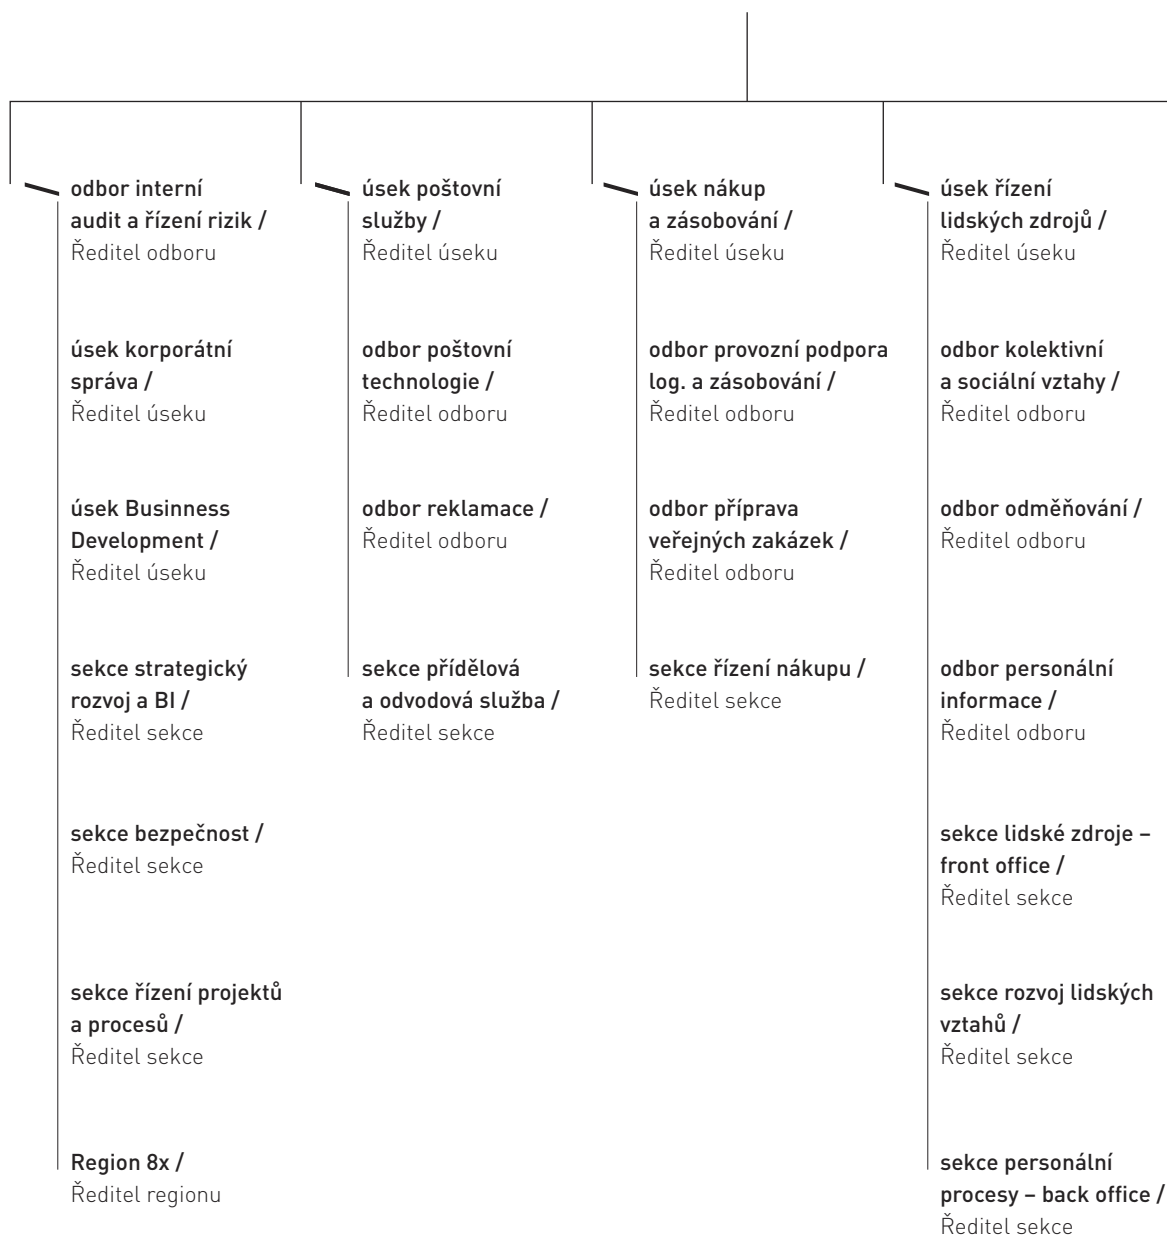 odbor interní
audit a řízení rizik /
Ředitel odboru
úsek korporátní
správa /
Ředitel úseku
úsek Businness
Development /
Ředitel úseku
sekce strategický
rozvoj a BI /
Ředitel sekce
sekce bezpečnost /
Ředitel sekce
sekce řízení projektů
a procesů /
Ředitel sekce
Region 8x /
Ředitel regionu
úsek poštovní
služby /
Ředitel úseku
odbor poštovní
technologie /
Ředitel odboru
odbor reklamace /
Ředitel odboru
sekce přídělová
a odvodová služba /
Ředitel sekce
úsek nákup
a zásobování /
Ředitel úseku
odbor provozní podpora
log. a zásobování /
Ředitel odboru
odbor příprava
veřejných zakázek /
Ředitel odboru
sekce řízení nákupu /
Ředitel sekce
úsek řízení
lidských zdrojů /
Ředitel úseku
odbor kolektivní
a sociální vztahy /
Ředitel odboru
odbor odměňování /
Ředitel odboru
odbor personální
informace /
Ředitel odboru
sekce lidské zdroje –
front office /
Ředitel sekce
sekce rozvoj lidských
vztahů /
Ředitel sekce
sekce personální
procesy – back office /
Ředitel sekce